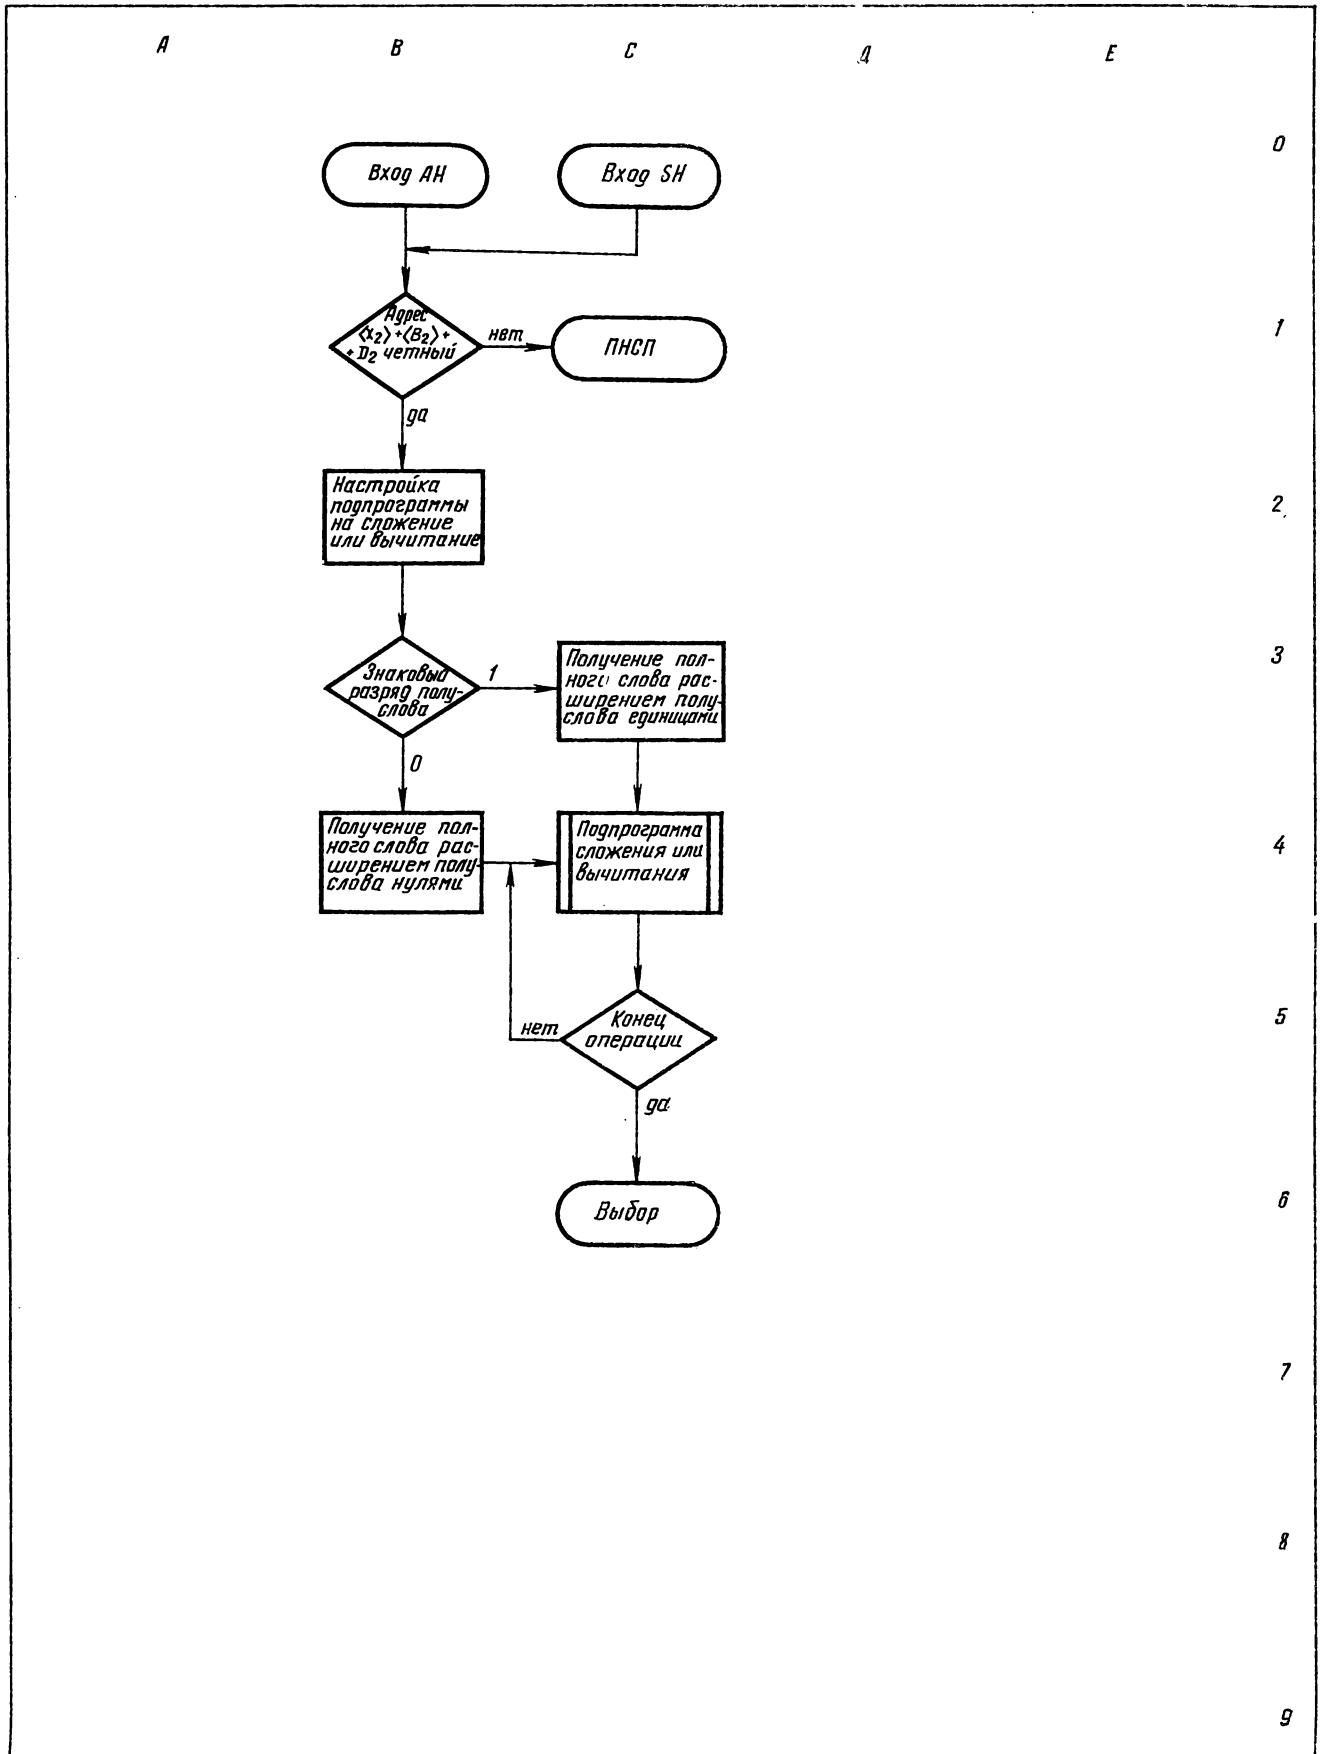 A B C Д E
0
Вход АН
Вход SH
Адрес
⟨X₂⟩+⟨B₂⟩+
+ D₂ четный
нет
ПНСП
1
да
Настройка
подпрограммы
на сложение
или вычитание
2
Знаковый
разряд полу-
слова
1
Получение пол-
ного слова рас-
ширением полу-
слова единицами
3
0
Получение пол-
ного слова рас-
ширением полу-
слова нулями
Подпрограмма
сложения или
вычитания
4
Конец
операции
нет
5
да
Выбор
6
7
8
9